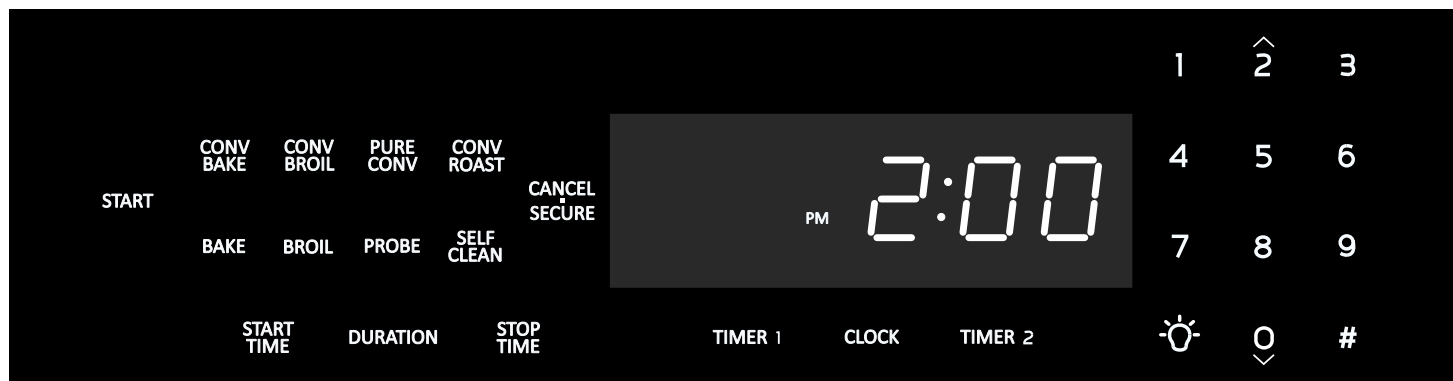 1 2 3
CONV BAKE CONV BROIL PURE CONV CONV ROAST
4 5 6
START
CANCEL
SECURE
PM 2:00
BAKE BROIL PROBE SELF CLEAN
7 8 9
START TIME DURATION STOP TIME
TIMER 1 CLOCK TIMER 2
0 #